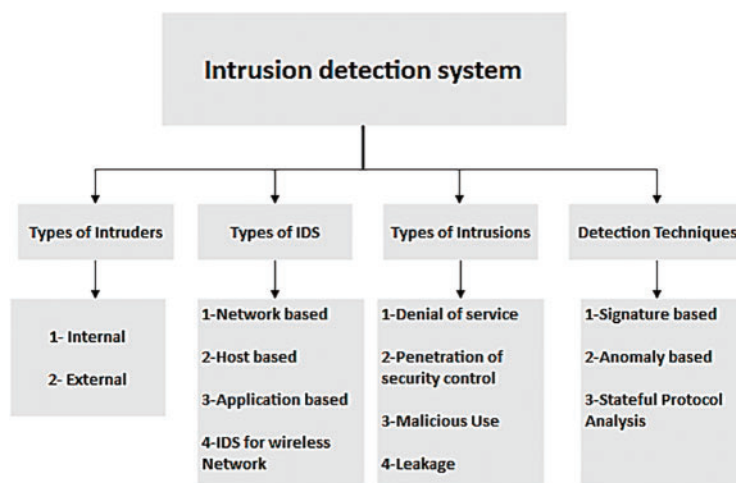 Intrusion detection system
Types of Intruders
Types of IDS
Types of Intrusions
Detection Techniques
1- Internal
2- External
1-Network based
2-Host based
3-Application based
4-IDS for wireless
Network
1-Denial of service
2-Penetration of
security control
3-Malicious Use
4-Leakage
1-Signature based
2-Anomaly based
3-Stateful Protocol
Analysis